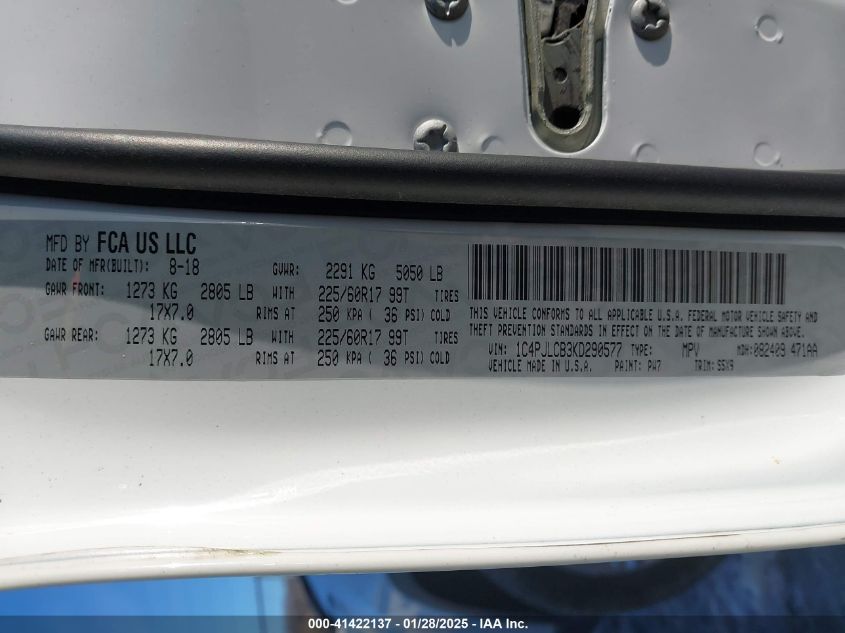 MFD BY FCA US LLC
DATE OF MFR(BUILT): 8-18 GVWR: 2291 KG 5050 LB
GAWR FRONT: 1273 KG 2805 LB WITH 225/60R17 99T TIRES
17X7.0 RIMS AT 250 KPA ( 36 PSI) COLD
GAWR REAR: 1273 KG 2805 LB WITH 225/60R17 99T TIRES
17X7.0 RIMS AT 250 KPA ( 36 PSI) COLD
THIS VEHICLE CONFORMS TO ALL APPLICABLE U.S.A. FEDERAL MOTOR VEHICLE SAFETY AND
THEFT PREVENTION STANDARDS IN EFFECT ON THE DATE OF MANUFACTURE SHOWN ABOVE.
VIN: 1C4PJLCB3KD290577 TYPE: MPV MDH: 082409 471AA
VEHICLE MADE IN U.S.A. PAINT: PW7 TRIM: S5X9
000-41422137 - 01/28/2025 - IAA Inc.